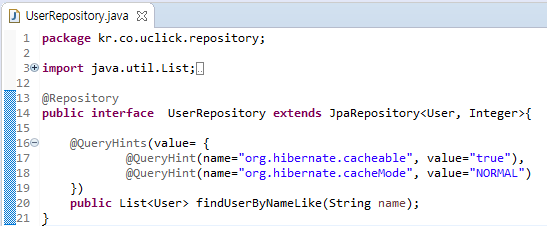 UserRepository.java
1 package kr.co.uclick.repository;
2
3 import java.util.List;
12
13 @Repository
14 public interface  UserRepository extends JpaRepository<User, Integer>{
15
16     @QueryHints(value= {
17             @QueryHint(name="org.hibernate.cacheable", value="true"),
18             @QueryHint(name="org.hibernate.cacheMode", value="NORMAL")
19     })
20     public List<User> findUserByNameLike(String name);
21 }